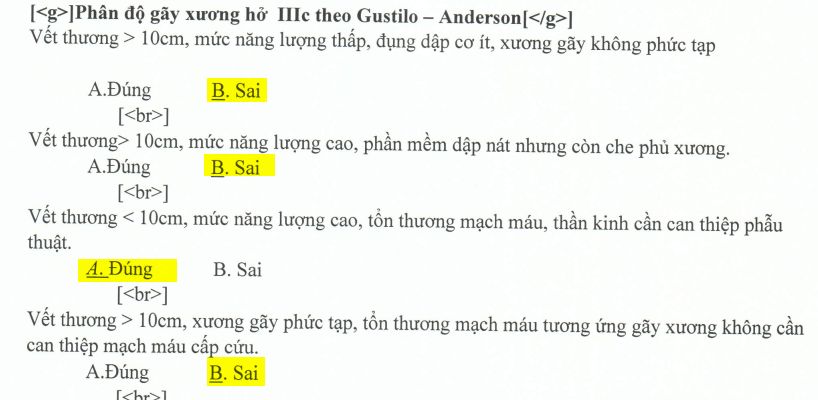 [<g>]Phân độ gãy xương hở  IIIc theo Gustilo – Anderson[</g>]
Vết thương > 10cm, mức năng lượng thấp, đụng dập cơ ít, xương gãy không phức tạp
A.Đúng B. Sai
[<br>]
Vết thương> 10cm, mức năng lượng cao, phần mềm dập nát nhưng còn che phủ xương.
A.Đúng B. Sai
[<br>]
Vết thương < 10cm, mức năng lượng cao, tổn thương mạch máu, thần kinh cần can thiệp phẫu
thuật.
A. Đúng B. Sai
[<br>]
Vết thương > 10cm, xương gãy phức tạp, tổn thương mạch máu tương ứng gãy xương không cần
can thiệp mạch máu cấp cứu.
A.Đúng B. Sai
[<br>]